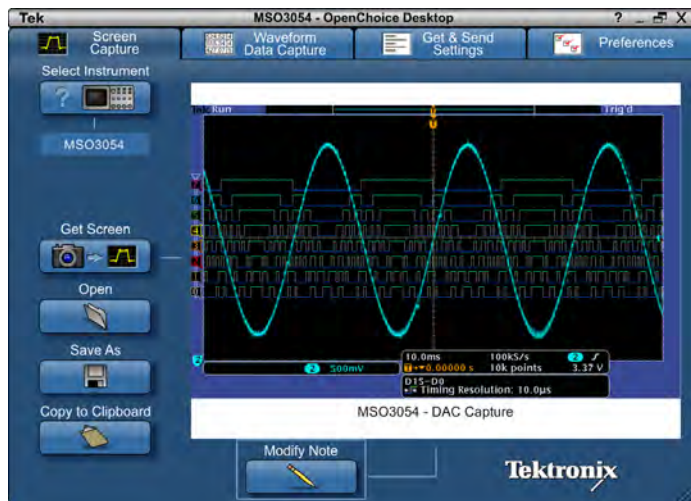 Tek MSO3054 - OpenChoice Desktop ? _ X
Screen Capture
Waveform Data Capture
Get & Send Settings
Preferences
Select Instrument
?
MSO3054
Get Screen
Open
Save As
Copy to Clipboard
Run Trig'd
2 500mV
10.0ms 100kS/s 2
0.00000 s 10k points 3.37 V
D15-D0
Timing Resolution: 10.0µs
MSO3054 - DAC Capture
Modify Note
Tektronix